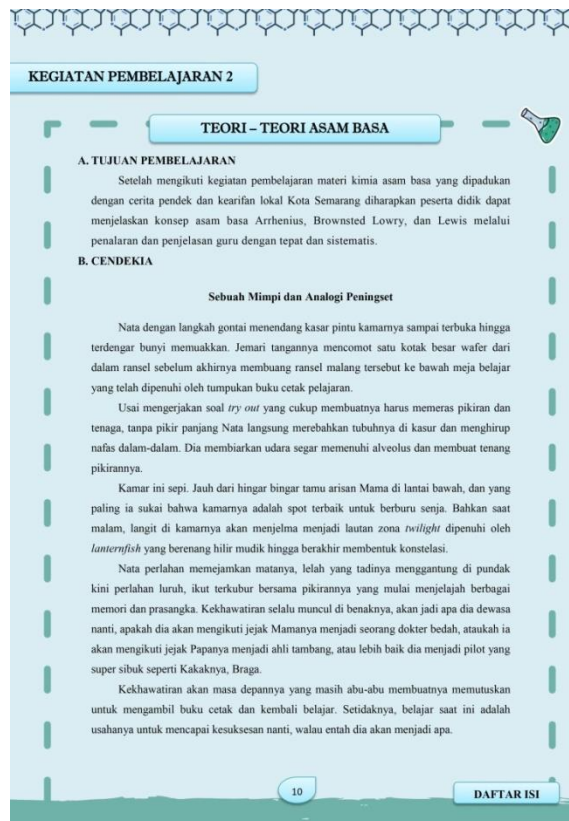 KEGIATAN PEMBELAJARAN 2
TEORI – TEORI ASAM BASA
A. TUJUAN PEMBELAJARAN
Setelah mengikuti kegiatan pembelajaran materi kimia asam basa yang dipadukan
dengan cerita pendek dan kearifan lokal Kota Semarang diharapkan peserta didik dapat
menjelaskan konsep asam basa Arrhenius, Brownsted Lowry, dan Lewis melalui
penalaran dan penjelasan guru dengan tepat dan sistematis.
B. CENDEKIA
Sebuah Mimpi dan Analogi Peningset
Nata dengan langkah gontai menendang kasar pintu kamarnya sampai terbuka hingga
terdengar bunyi memuakkan. Jemari tangannya mencomot satu kotak besar wafer dari
dalam ransel sebelum akhirnya membuang ransel malang tersebut ke bawah meja belajar
yang telah dipenuhi oleh tumpukan buku cetak pelajaran.
Usai mengerjakan soal try out yang cukup membuatnya harus memeras pikiran dan
tenaga, tanpa pikir panjang Nata langsung merebahkan tubuhnya di kasur dan menghirup
nafas dalam-dalam. Dia membiarkan udara segar memenuhi alveolus dan membuat tenang
pikirannya.
Kamar ini sepi. Jauh dari hingar bingar tamu arisan Mama di lantai bawah, dan yang
paling ia sukai bahwa kamarnya adalah spot terbaik untuk berburu senja. Bahkan saat
malam, langit di kamarnya akan menjelma menjadi lautan zona twilight dipenuhi oleh
lanternfish yang berenang hilir mudik hingga berakhir membentuk konstelasi.
Nata perlahan memejamkan matanya, lelah yang tadinya menggantung di pundak
kini perlahan luruh, ikut terkubur bersama pikirannya yang mulai menjelajah berbagai
memori dan prasangka. Kekhawatiran selalu muncul di benaknya, akan jadi apa dia dewasa
nanti, apakah dia akan mengikuti jejak Mamanya menjadi seorang dokter bedah, ataukah ia
akan mengikuti jejak Papanya menjadi ahli tambang, atau lebih baik dia menjadi pilot yang
super sibuk seperti Kakaknya, Braga.
Kekhawatiran akan masa depannya yang masih abu-abu membuatnya memutuskan
untuk mengambil buku cetak dan kembali belajar. Setidaknya, belajar saat ini adalah
usahanya untuk mencapai kesuksesan nanti, walau entah dia akan menjadi apa.
10
DAFTAR ISI